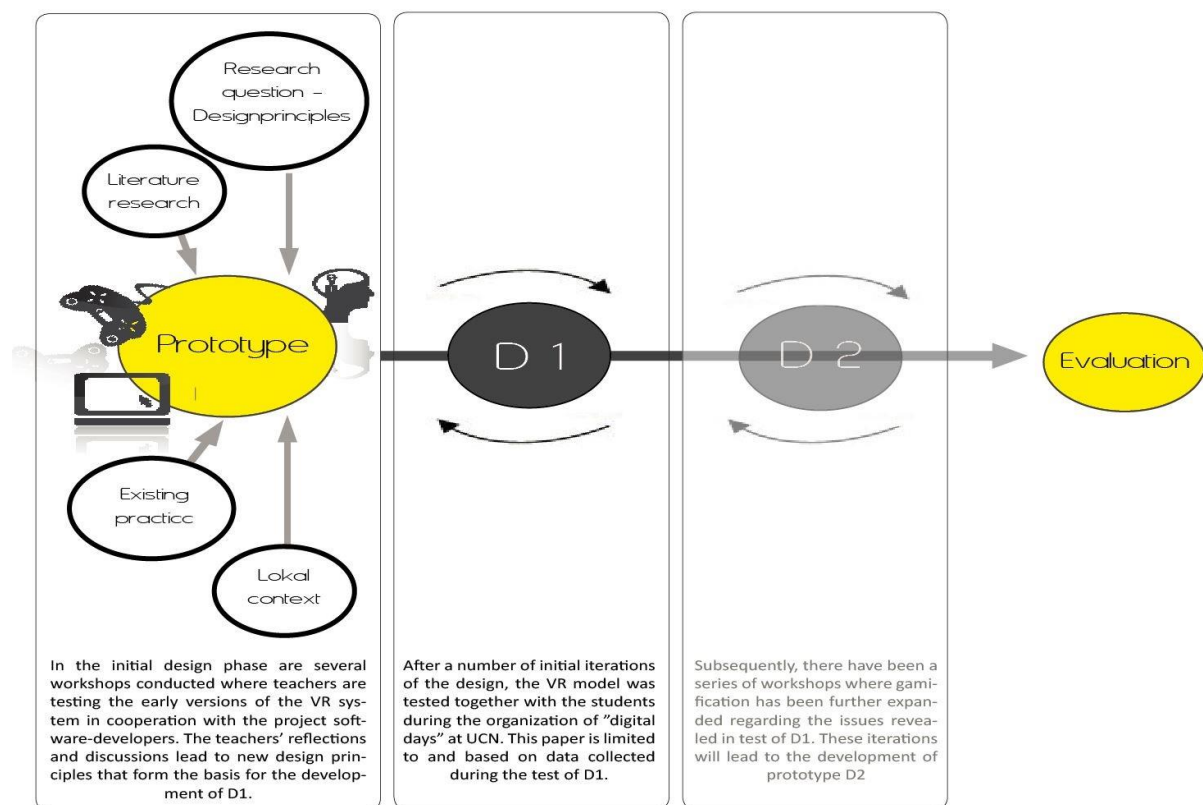 Research
question –
Designprinciples
Literature
research
Prototype
Existing
practicc
Lokal
context
D 1
D 2
Evaluation
In the initial design phase are several
workshops conducted where teachers are
testing the early versions of the VR sys-
tem in cooperation with the project soft-
ware-developers. The teachers’ reflections
and discussions lead to new design prin-
ciples that form the basis for the develop-
ment of D1.
After a number of initial iterations
of the design, the VR model was
tested together with the students
during the organization of ”digital
days” at UCN. This paper is limited
to and based on data collected
during the test of D1.
Subsequently, there have been a
series of workshops where gami-
fication has been further expan-
ded regarding the issues revea-
led in test of D1. These iterations
will lead to the development of
prototype D2